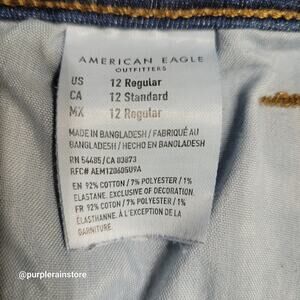 AMERICAN EAGLE
OUTFITTERS
US 12 Regular
CA 12 Standard
MX 12 Regular
MADE IN BANGLADESH / FABRIQUÉ AU
BANGLADESH / HECHO EN BANGLADESH
RN 54485 / CA 03873
RFC# AEM120605U9A
EN 92% COTTON / 7% POLYESTER / 1%
ELASTANE. EXCLUSIVE OF DECORATION.
FR 92% COTON / 7% POLYESTER / 1%
ÉLASTHANNE. À L'EXCEPTION DE LA
GARNITURE.
@purplerainstore